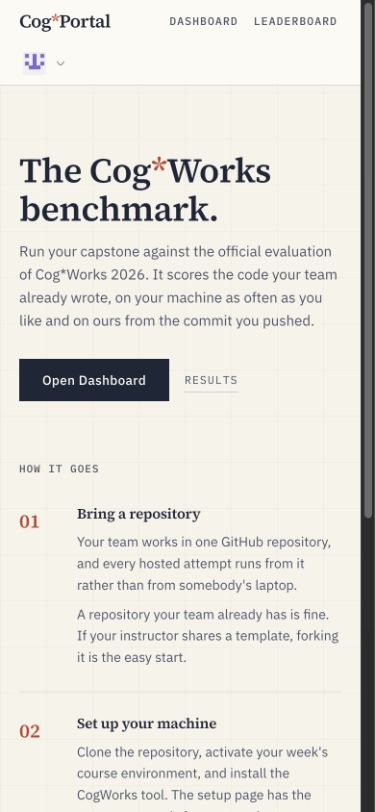 Cog*Portal
DASHBOARD LEADERBOARD
The Cog*Works
benchmark.
Run your capstone against the official evaluation
of Cog*Works 2026. It scores the code your team
already wrote, on your machine as often as you
like and on ours from the commit you pushed.
Open Dashboard
RESULTS
HOW IT GOES
01
Bring a repository
Your team works in one GitHub repository,
and every hosted attempt runs from it
rather than from somebody's laptop.
A repository your team already has is fine.
If your instructor shares a template, forking
it is the easy start.
02
Set up your machine
Clone the repository, activate your week's
course environment, and install the
CogWorks tool. The setup page has the